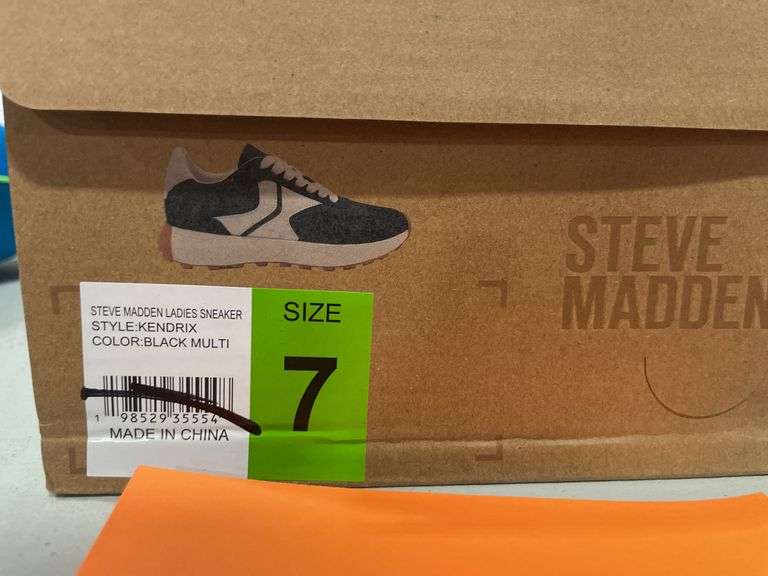 STEVE
MADDEN
STEVE MADDEN LADIES SNEAKER
STYLE:KENDRIX
COLOR:BLACK MULTI
SIZE
7
1 98529 35554
MADE IN CHINA